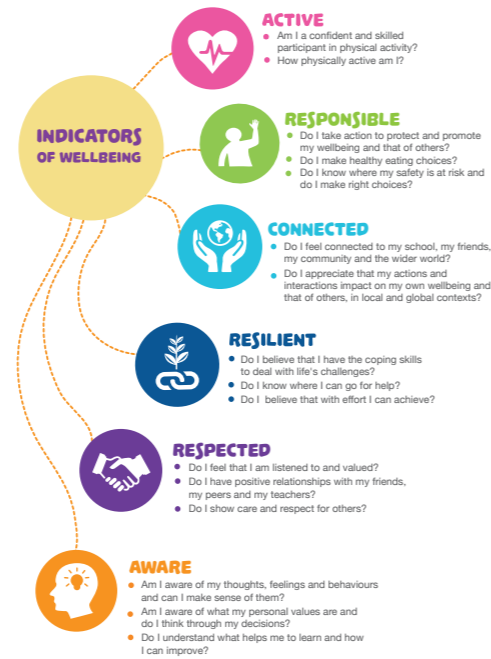 ACTIVE
Am I a confident and skilled
participant in physical activity?
How physically active am I?
INDICATORS
OF WELLBEING
RESPONSIBLE
Do I take action to protect and promote
my wellbeing and that of others?
Do I make healthy eating choices?
Do I know where my safety is at risk and
do I make right choices?
CONNECTED
Do I feel connected to my school, my friends,
my community and the wider world?
Do I appreciate that my actions and
interactions impact on my own wellbeing and
that of others, in local and global contexts?
RESILIENT
Do I believe that I have the coping skills
to deal with life's challenges?
Do I know where I can go for help?
Do I believe that with effort I can achieve?
RESPECTED
Do I feel that I am listened to and valued?
Do I have positive relationships with my friends,
my peers and my teachers?
Do I show care and respect for others?
AWARE
Am I aware of my thoughts, feelings and behaviours
and can I make sense of them?
Am I aware of what my personal values are and
do I think through my decisions?
Do I understand what helps me to learn and how
I can improve?